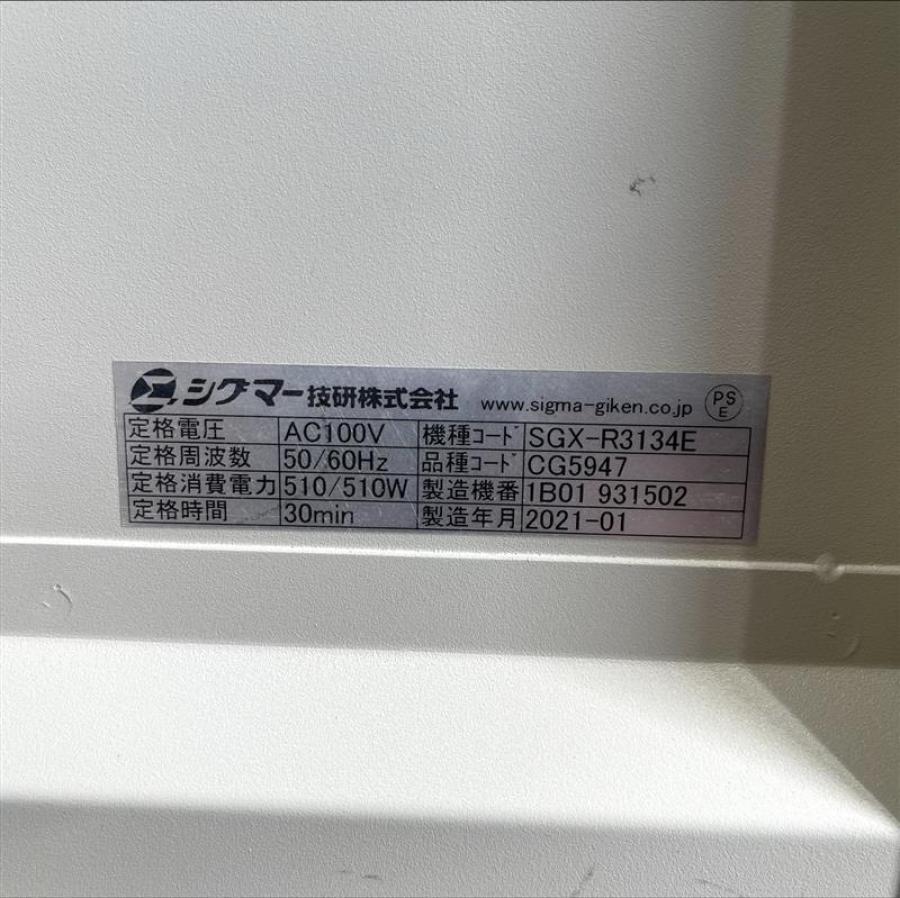 シグマー技研株式会社 www.sigma-giken.co.jp PS E
定格電圧 AC100V 機種コード SGX-R3134E
定格周波数 50/60Hz 品種コード CG5947
定格消費電力 510/510W 製造機番 1B01 931502
定格時間 30min 製造年月 2021-01